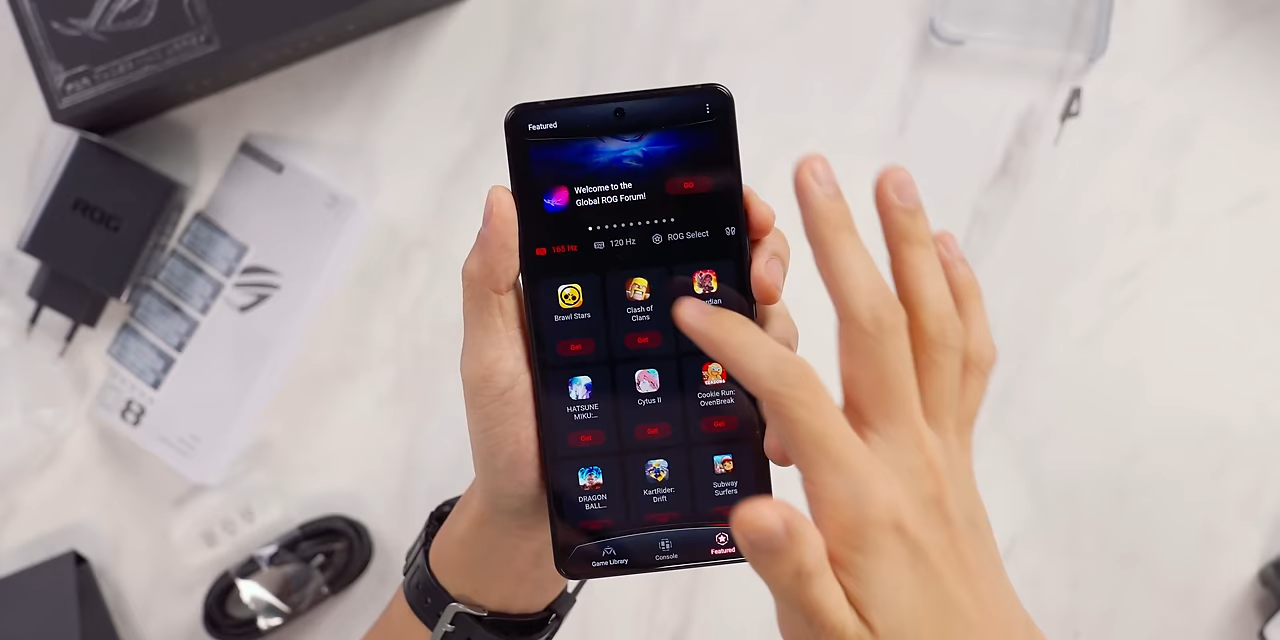 Featured
Welcome to the
Global ROG Forum!
GO
165 Hz
120 Hz
ROG Select
Brawl Stars
Clash of
Clans
Get
Get
HATSUNE
MIKU:...
Cytus II
Cookie Run:
OvenBreak
Get
Get
Get
DRAGON
BALL...
KartRider:
Drift
Subway
Surfers
Game Library
Console
Featured
ROG
8